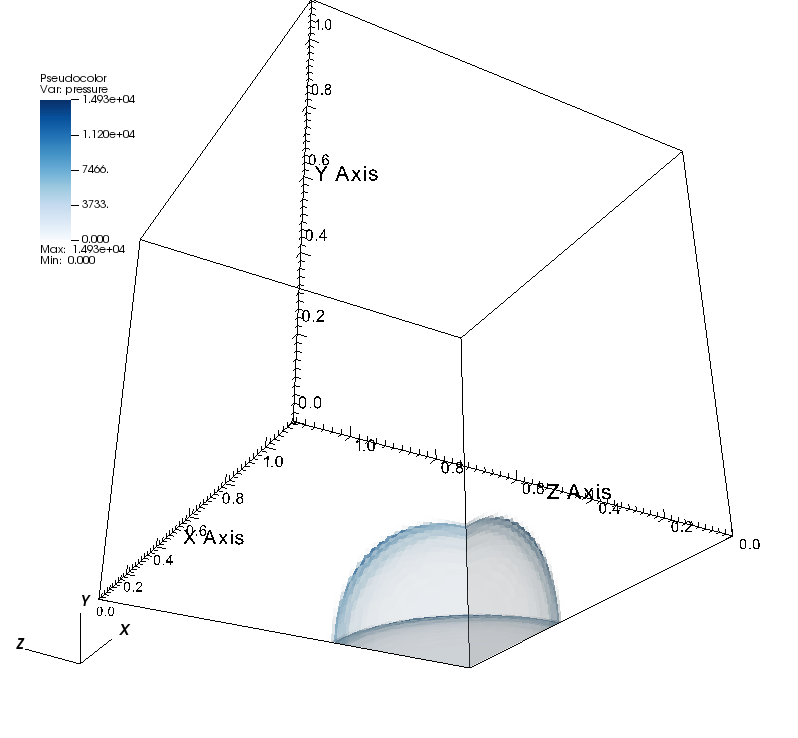 Pseudocolor
Var: pressure
1.493e+04
1.120e+04
7466.
3733.
0.000
Max: 1.493e+04
Min: 0.000
1.0
0.8
0.6
Y Axis
0.4
0.2
0.0
1.0
0.8
0.6
Z Axis
0.4
0.2
0.0
1.0
0.8
0.6
X Axis
0.4
0.2
0.0
Y
X
Z